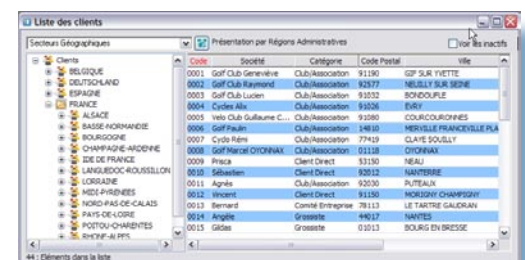 Liste des clients
Secteurs Géographiques Présentation par Régions Administratives Voir les inactifs
Clients
BELGIQUE
DEUTSCHLAND
ESPAGNE
FRANCE
ALSACE
BASSE-NORMANDIE
BOURGOGNE
CHAMPAGNE-ARDENNE
IDE DE FRANCE
LANGUEDOC-ROUSSILLON
LORRAINE
MIDI-PYRENEES
NORD-PAS-DE-CALAIS
PAYS-DE-LOIRE
POITOU-CHARENTES
RHONE-ALPES
Code Société Catégorie Code Postal Ville
0001 Golf Club Geneviève Club/Association 91190 GIF SUR YVETTE
0002 Golf Club Raymond Club/Association 92577 NEUILLY SUR SEINE
0003 Golf Club Lucien Club/Association 91032 BONDOUFLE
0004 Cycles Alix Club/Association 91026 EVRY
0005 Velo Club Guillaume C... Club/Association 91080 COURCOURONNES
0006 Golf Paulin Club/Association 14810 MERVILLE FRANCEVILLE PLA
0007 Cyclo Rémi Club/Association 77419 CLAYE SOUILLY
0008 Golf Marcel OYONNAX Club/Association 01118 OYONNAX
0009 Prisca Client Direct 53150 NEAU
0010 Sébastien Client Direct 92012 NANTERRE
0011 Agnès Club/Association 92030 PUTEAUX
0012 Vincent Client Direct 91150 MORIGNY CHAMPIGNY
0013 Bernard Comité Entreprise 78113 LE TARTRE GAUDRAN
0014 Angèle Grossiste 44017 NANTES
0015 Gildas Grossiste 01013 BOURG EN BRESSE
44 : Eléments dans la liste